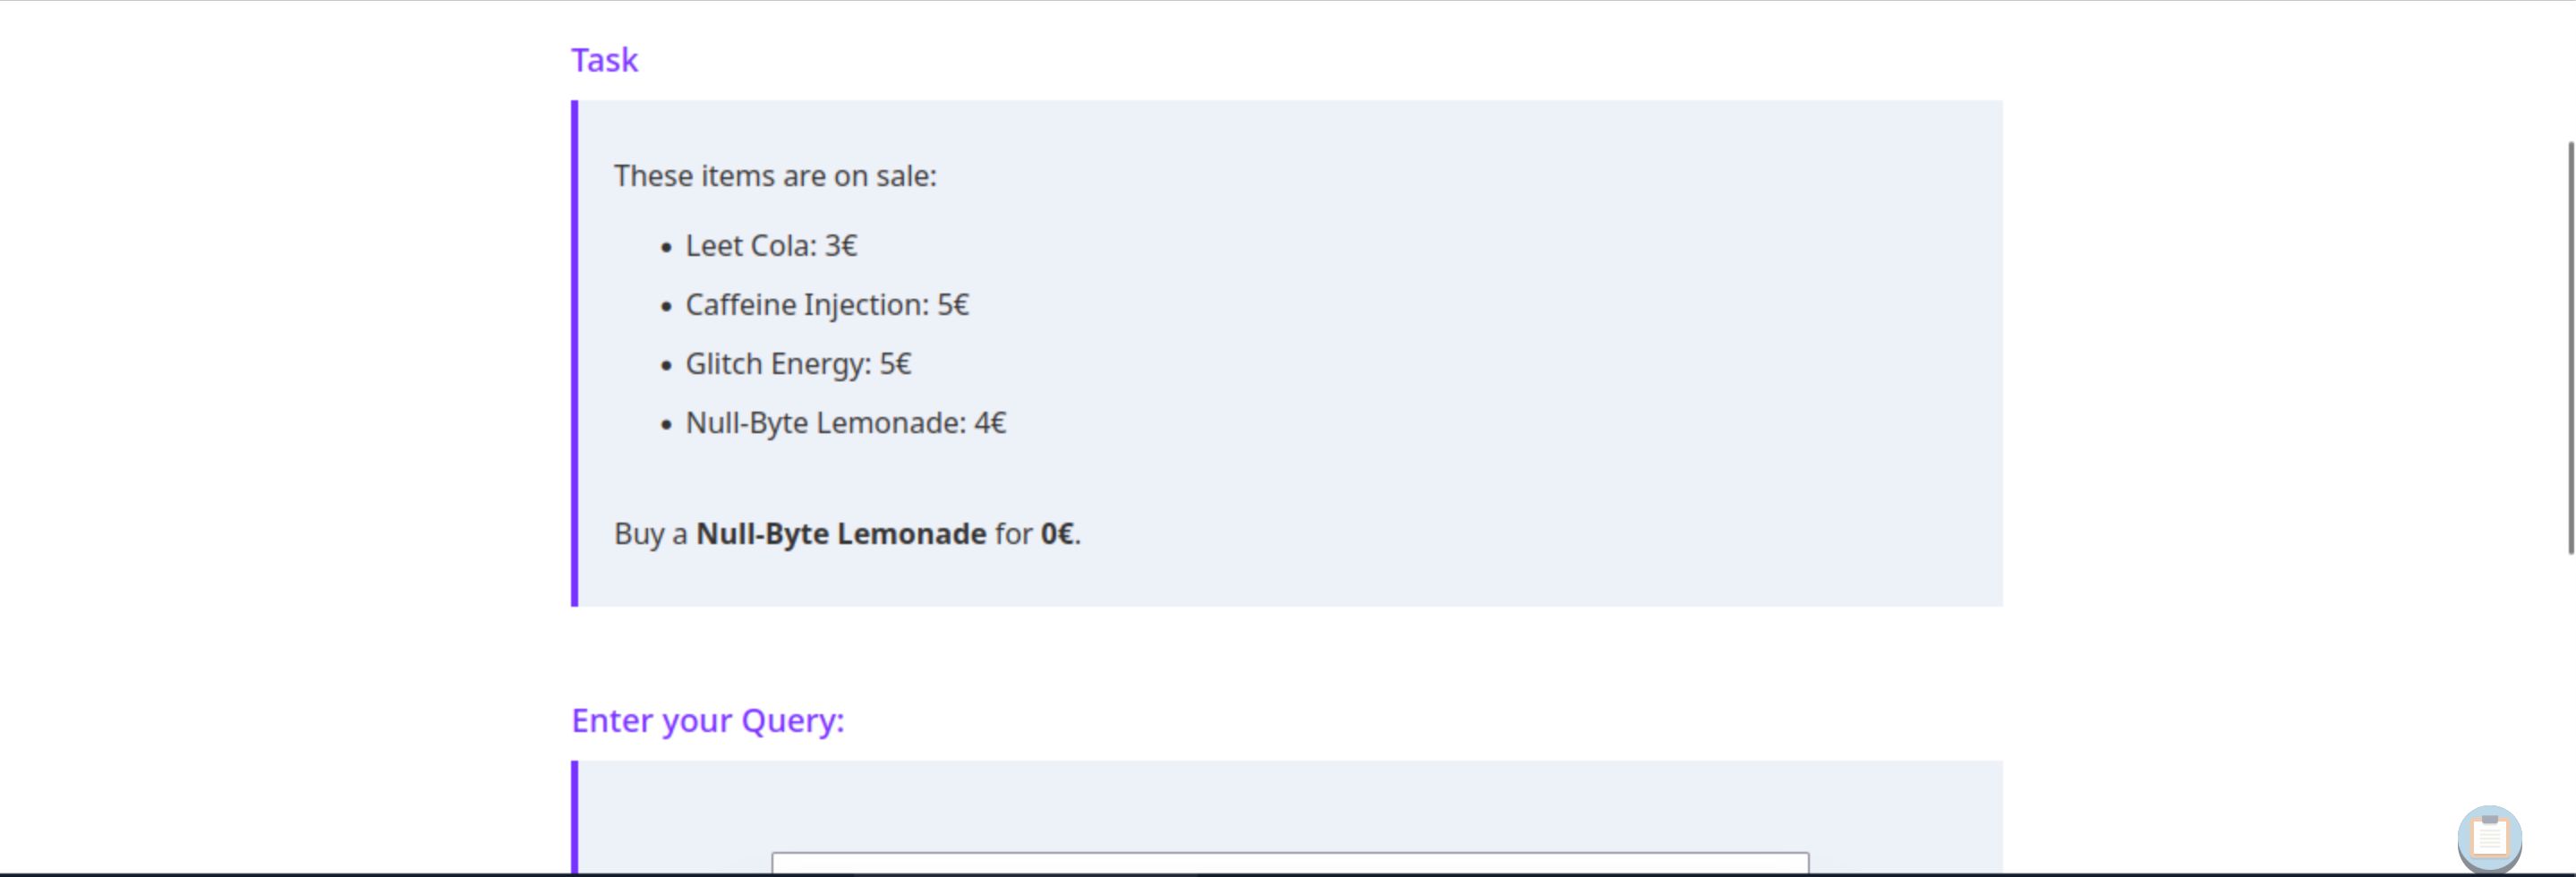 Task
These items are on sale:
• Leet Cola: 3€
• Caffeine Injection: 5€
• Glitch Energy: 5€
• Null-Byte Lemonade: 4€
Buy a Null-Byte Lemonade for 0€.
Enter your Query: